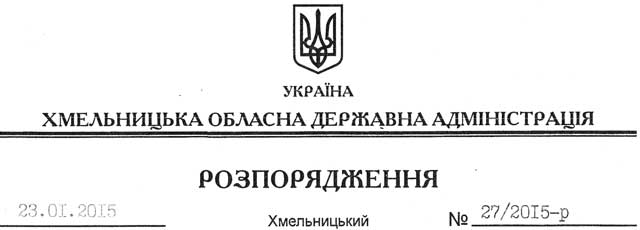 УКРАЇНА
ХМЕЛЬНИЦЬКА ОБЛАСНА ДЕРЖАВНА АДМІНІСТРАЦІЯ
РОЗПОРЯДЖЕННЯ
23.01.2015 Хмельницький № 27/2015-р